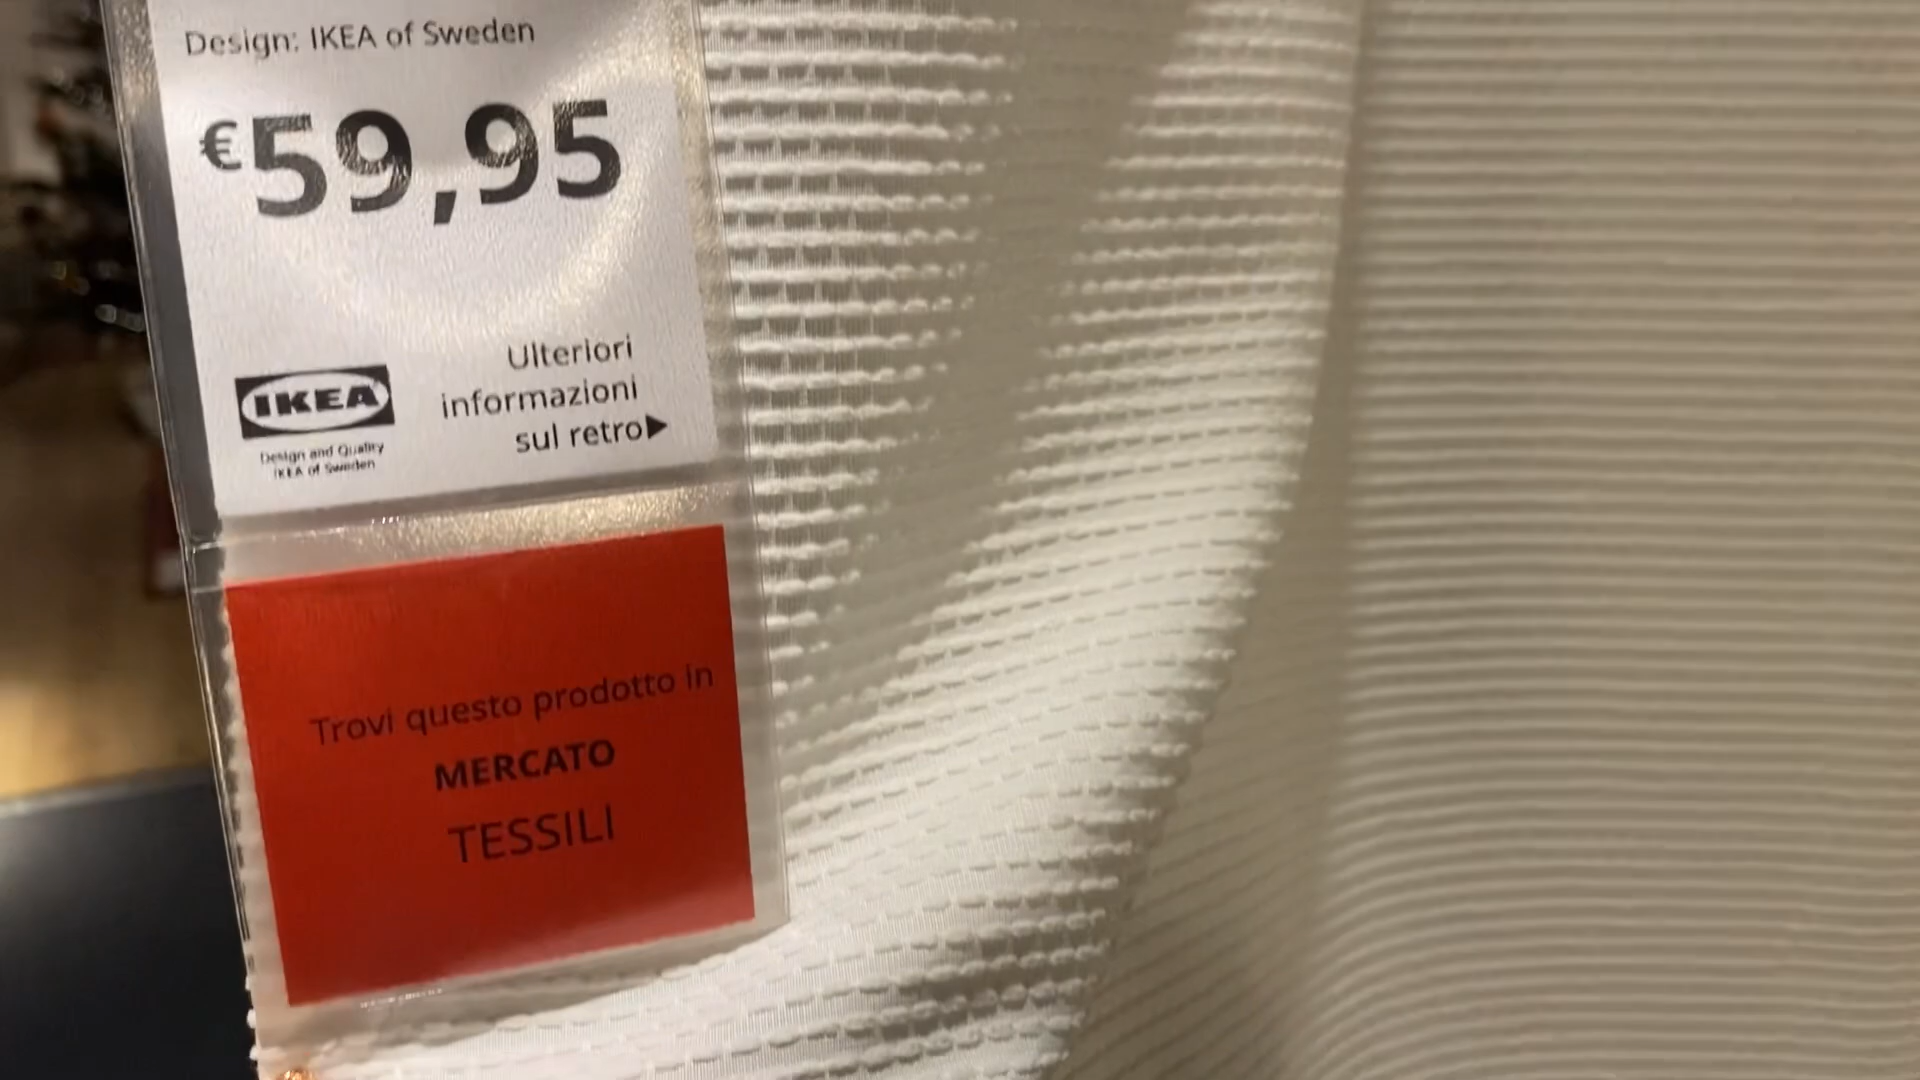 Design: IKEA of Sweden
€59,95
Ulteriori
informazioni
sul retro▶
IKEA
Design and Quality
IKEA of Sweden
Trovi questo prodotto in
MERCATO
TESSILI